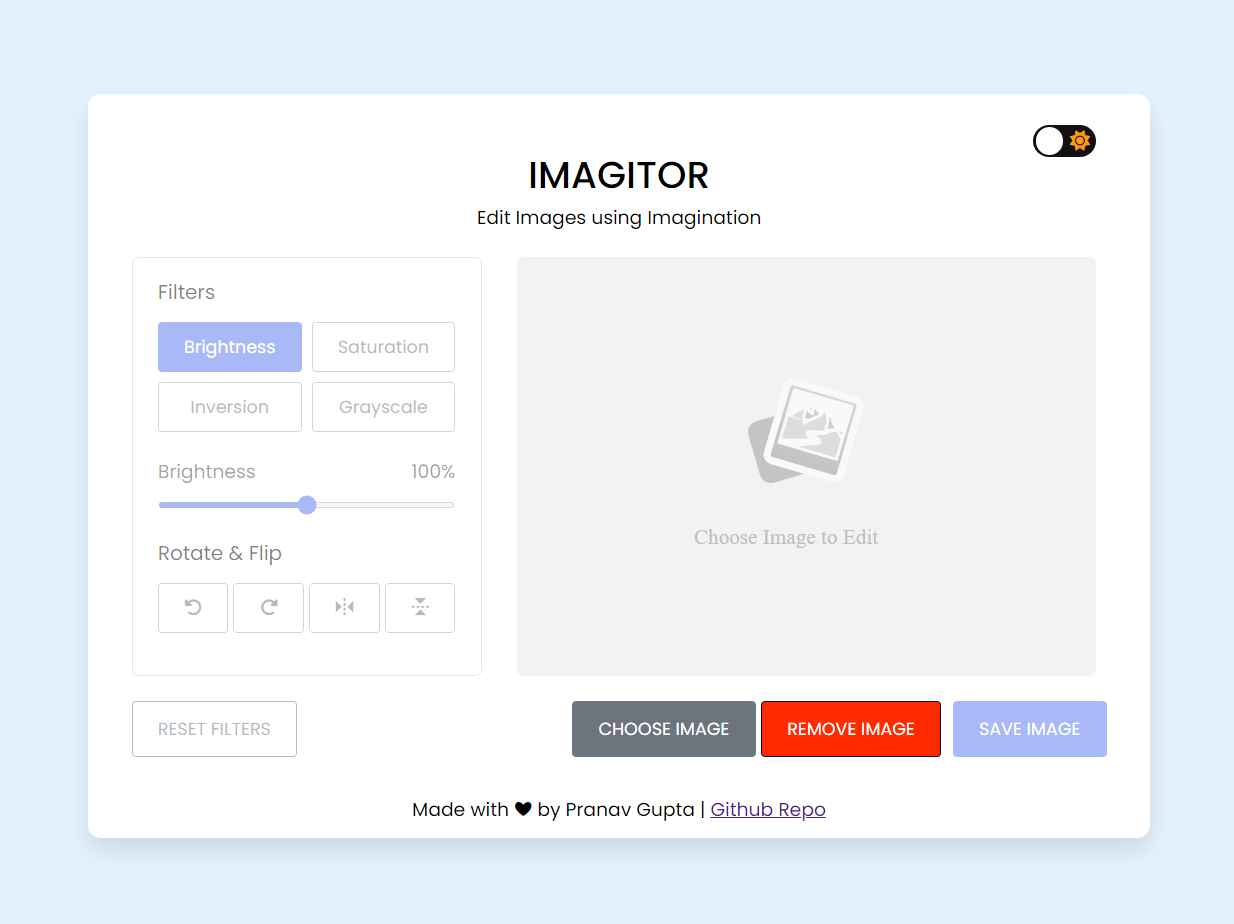 IMAGITOR
Edit Images using Imagination
Filters
Brightness
Saturation
Inversion
Grayscale
Brightness 100%
Rotate & Flip
Choose Image to Edit
RESET FILTERS
CHOOSE IMAGE
REMOVE IMAGE
SAVE IMAGE
Made with ♥ by Pranav Gupta | Github Repo